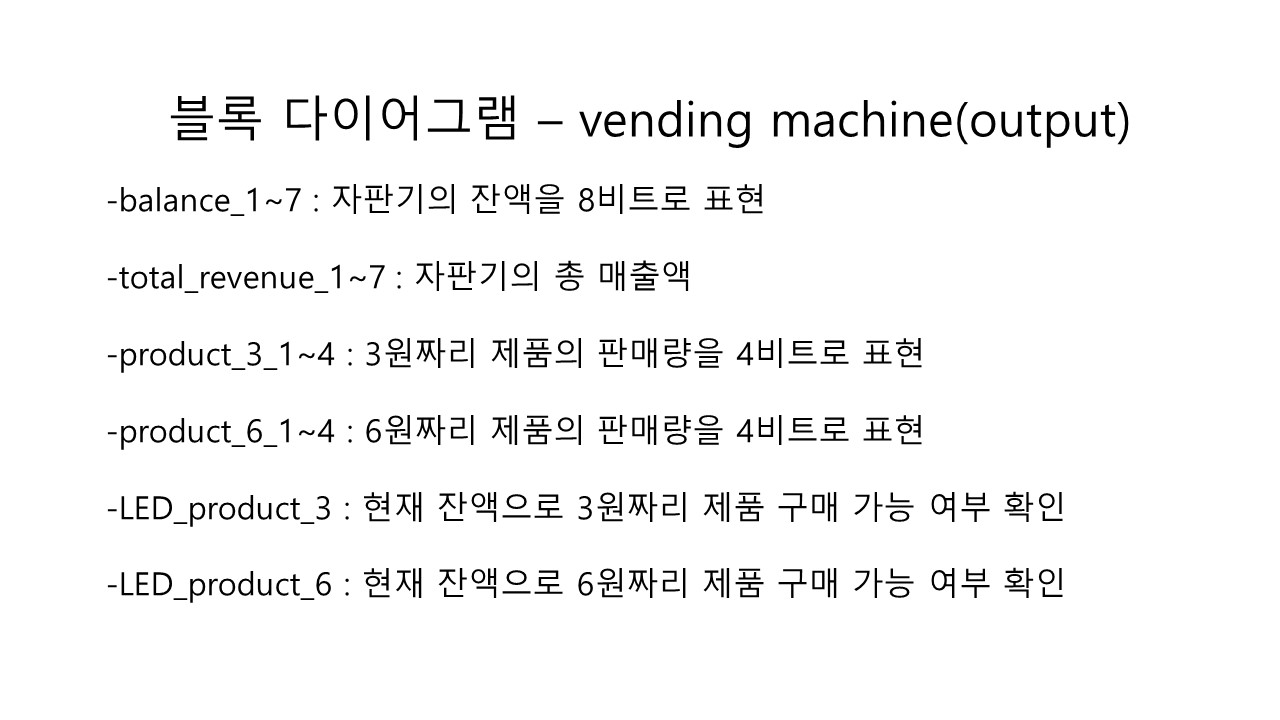 블록 다이어그램 – vending machine(output)
-balance_1~7 : 자판기의 잔액을 8비트로 표현
-total_revenue_1~7 : 자판기의 총 매출액
-product_3_1~4 : 3원짜리 제품의 판매량을 4비트로 표현
-product_6_1~4 : 6원짜리 제품의 판매량을 4비트로 표현
-LED_product_3 : 현재 잔액으로 3원짜리 제품 구매 가능 여부 확인
-LED_product_6 : 현재 잔액으로 6원짜리 제품 구매 가능 여부 확인